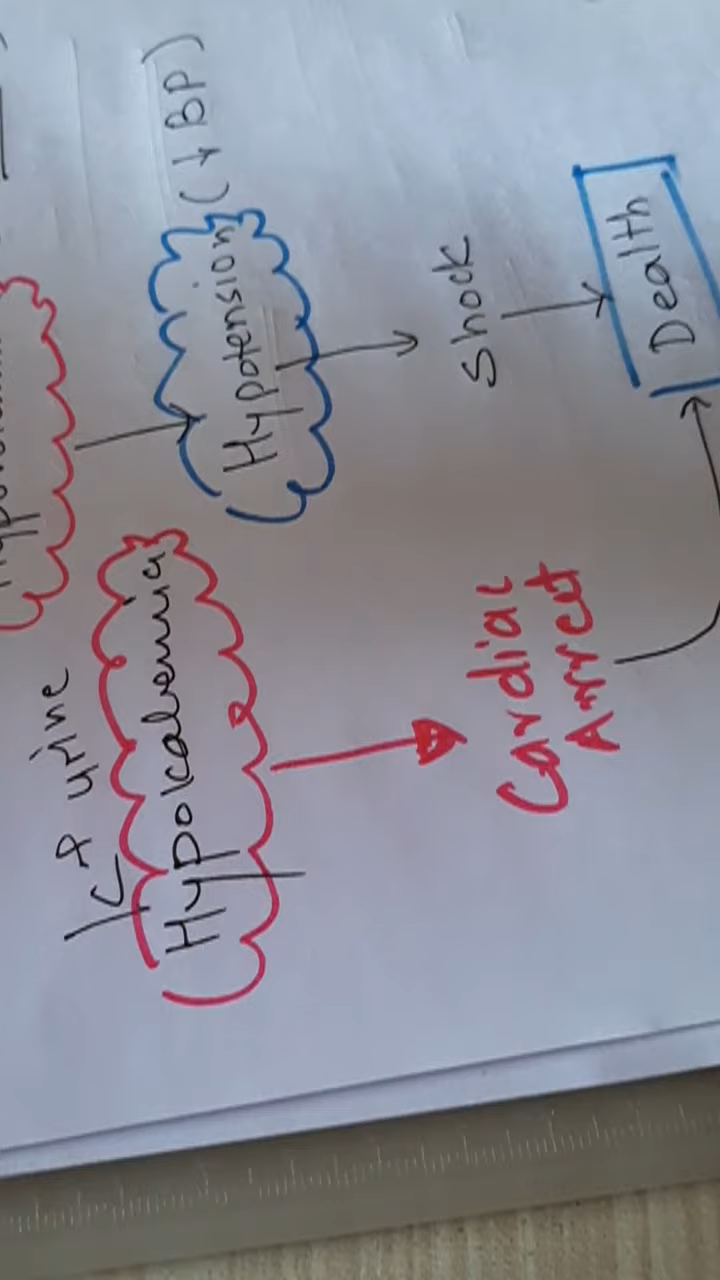 K+ urine
Hypokalemia
Hypotension (↓BP)
Shock
Cardiac
Arrest
Death